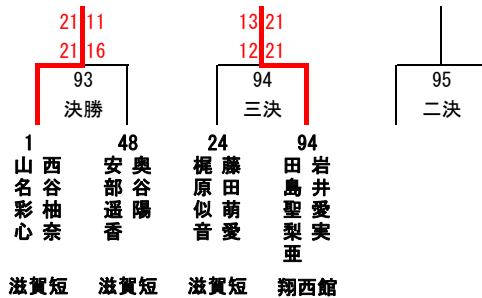 21 11 13 21
21 16 12 21
93 94 95
決勝 三決 二決
1 48 24 94
山名彩心 西谷柚奈 安部遥香 奥谷陽 梶原似音 藤田萌愛 田島聖梨亜 岩井愛実
滋賀短 滋賀短 滋賀短 翔西館